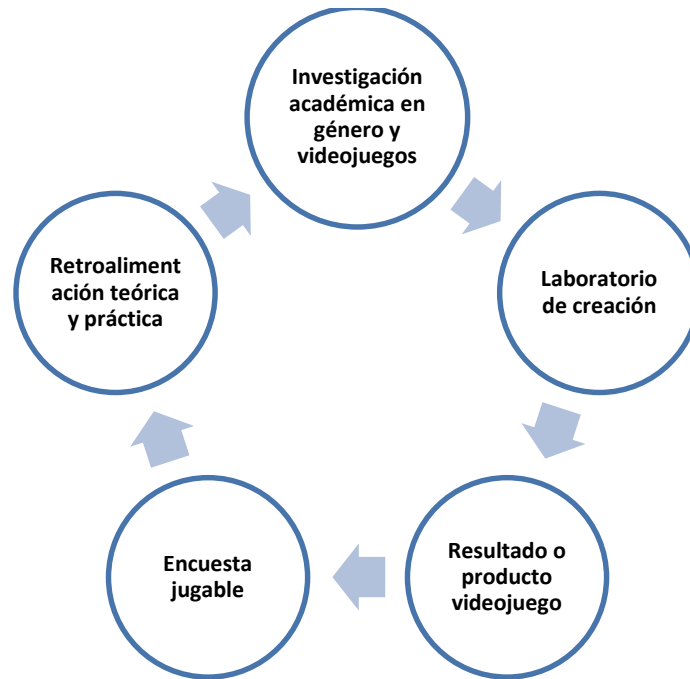 Investigación
académica en
género y
videojuegos
Laboratorio
de creación
Resultado o
producto
videojuego
Encuesta
jugable
Retroaliment
ación teórica
y práctica